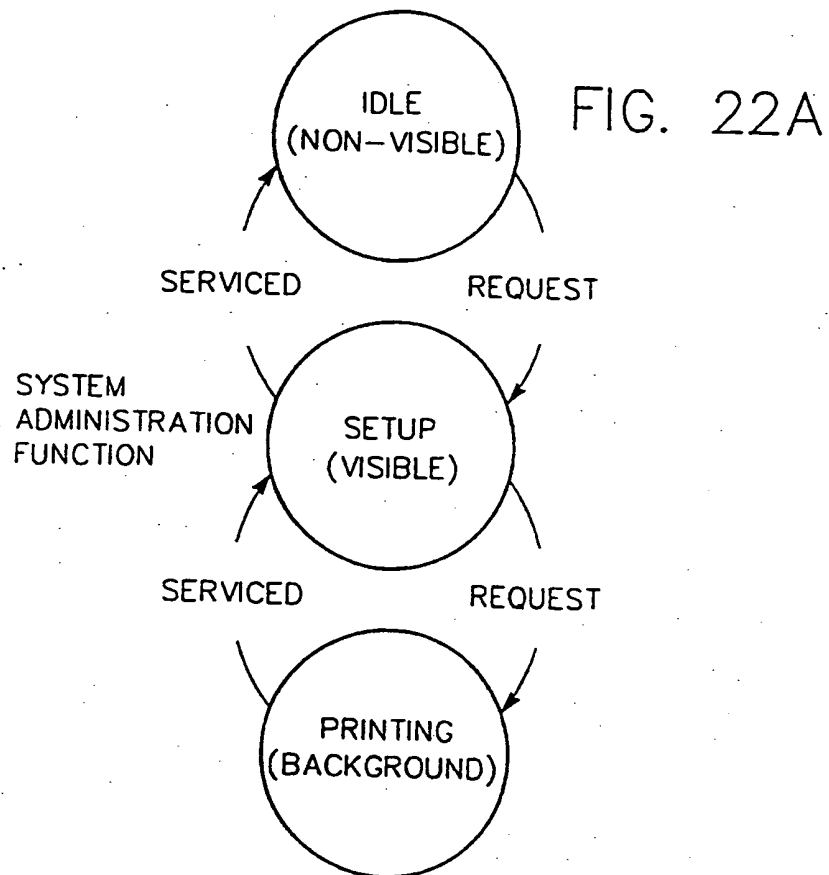 IDLE
(NON-VISIBLE)
FIG. 22A
SERVICED
REQUEST
SYSTEM
ADMINISTRATION
FUNCTION
SETUP
(VISIBLE)
SERVICED
REQUEST
PRINTING
(BACKGROUND)